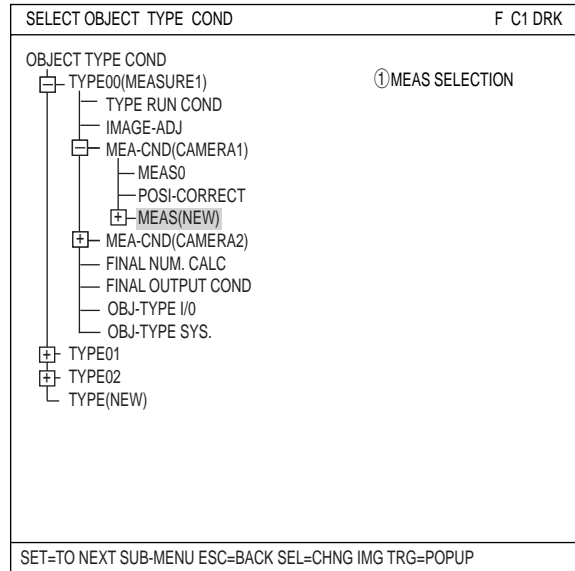 SELECT OBJECT TYPE COND F C1 DRK
OBJECT TYPE COND
TYPE00(MEASURE1) ①MEAS SELECTION
TYPE RUN COND
IMAGE-ADJ
MEA-CND(CAMERA1)
MEAS0
POSI-CORRECT
MEAS(NEW)
MEA-CND(CAMERA2)
FINAL NUM. CALC
FINAL OUTPUT COND
OBJ-TYPE I/0
OBJ-TYPE SYS.
TYPE01
TYPE02
TYPE(NEW)
SET=TO NEXT SUB-MENU ESC=BACK SEL=CHNG IMG TRG=POPUP